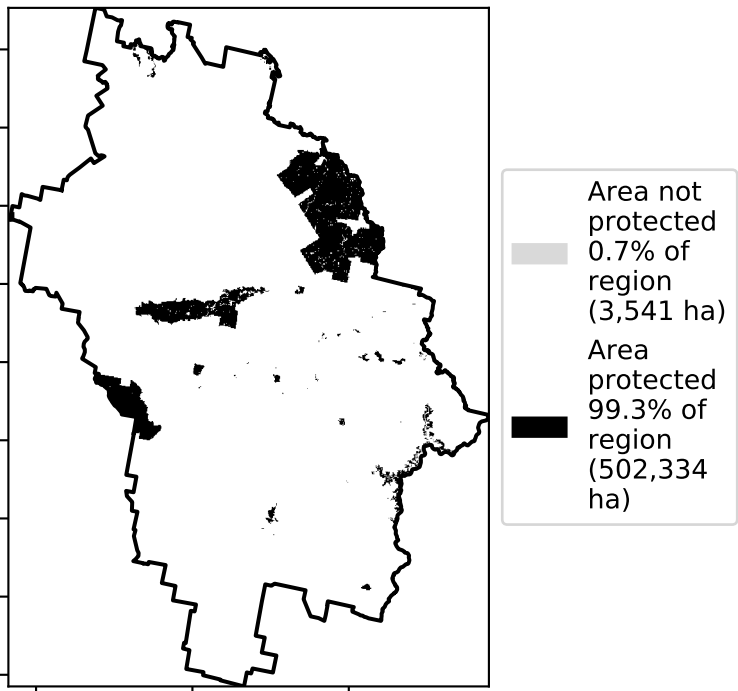 Area not
protected
0.7% of
region
(3,541 ha)
Area
protected
99.3% of
region
(502,334
ha)